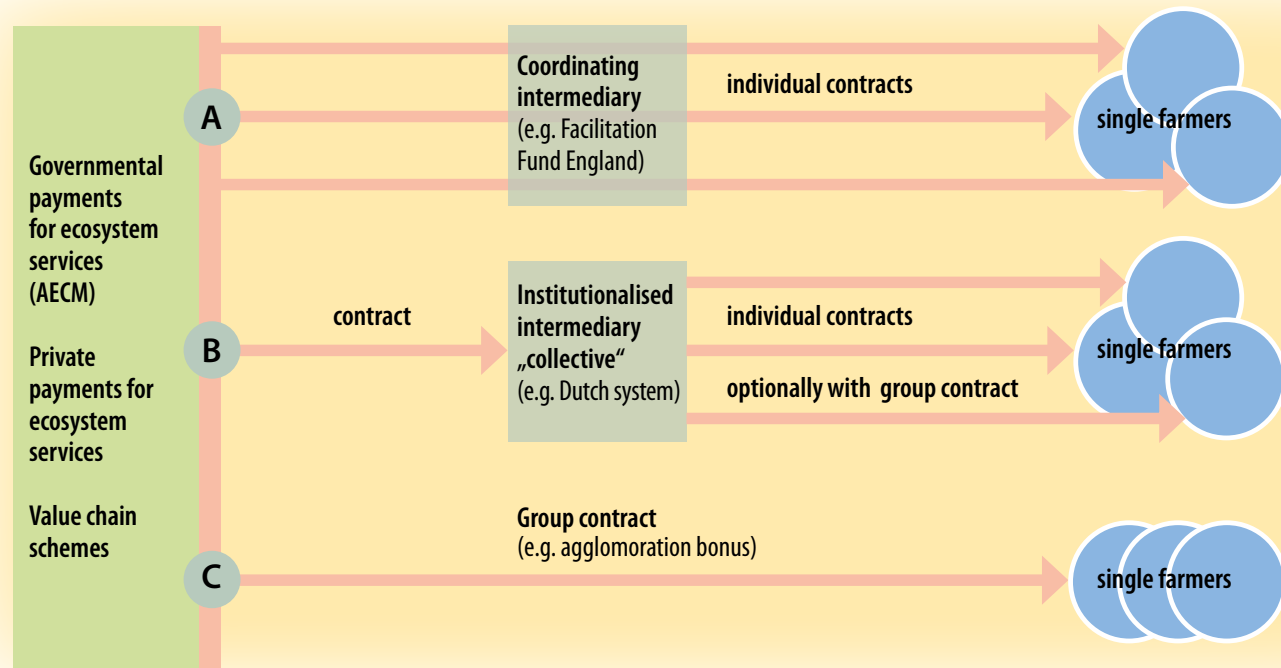 Governmental
payments
for ecosystem
services
(AECM)
Private
payments for
ecosystem
services
Value chain
schemes
A
Coordinating
intermediary
(e.g. Facilitation
Fund England)
individual contracts
single farmers
B
contract
Institutionalised
intermediary
„collective“
(e.g. Dutch system)
individual contracts
optionally with group contract
single farmers
C
Group contract
(e.g. agglomoration bonus)
single farmers